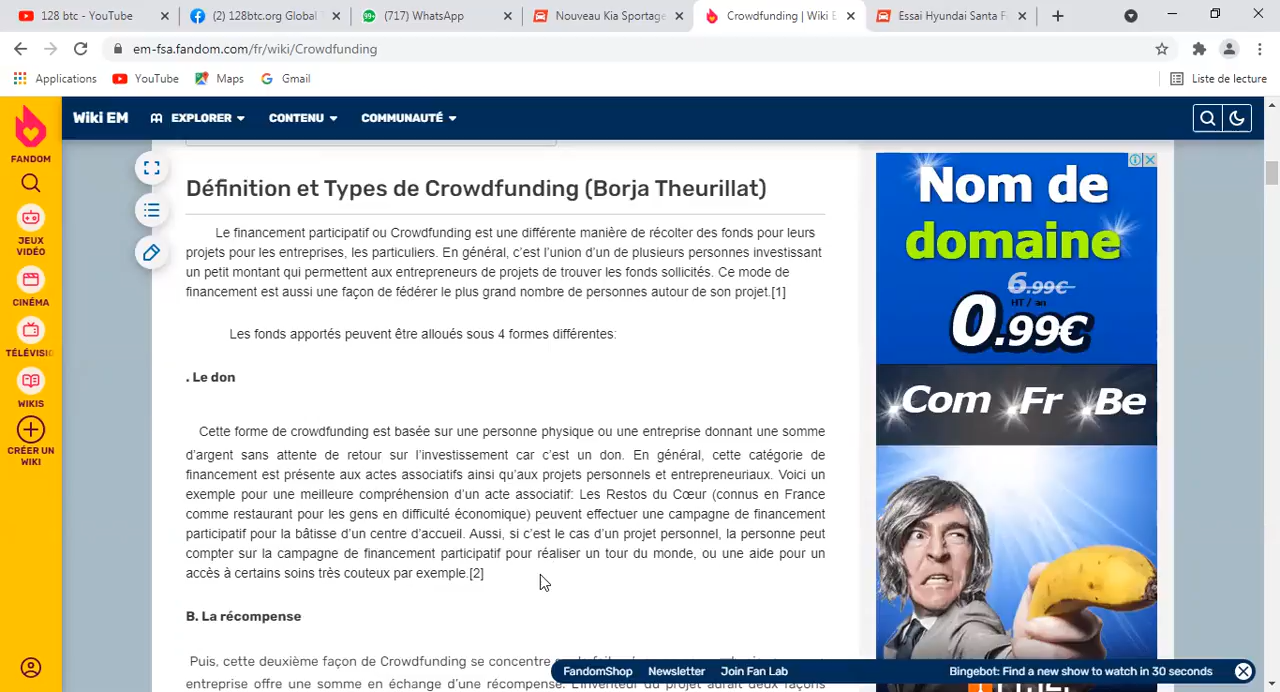 128 btc - YouTube
(2) 128btc.org Global T
(717) WhatsApp
Nouveau Kia Sportage
Crowdfunding | Wiki E
Essai Hyundai Santa F
em-fsa.fandom.com/fr/wiki/Crowdfunding
Applications YouTube Maps Gmail Liste de lecture
Wiki EM EXPLORER CONTENU COMMUNAUTÉ
FANDOM
JEUX
VIDÉO
CINÉMA
TÉLÉVISIO
WIKIS
CRÉER UN
WIKI
Définition et Types de Crowdfunding (Borja Theurillat)
Le financement participatif ou Crowdfunding est une différente manière de récolter des fonds pour leurs
projets pour les entreprises, les particuliers. En général, c’est l’union d’un de plusieurs personnes investissant
un petit montant qui permettent aux entrepreneurs de projets de trouver les fonds sollicités. Ce mode de
financement est aussi une façon de fédérer le plus grand nombre de personnes autour de son projet.[1]
Les fonds apportés peuvent être alloués sous 4 formes différentes:
. Le don
Cette forme de crowdfunding est basée sur une personne physique ou une entreprise donnant une somme
d’argent sans attente de retour sur l’investissement car c’est un don. En général, cette catégorie de
financement est présente aux actes associatifs ainsi qu’aux projets personnels et entrepreneuriaux. Voici un
exemple pour une meilleure compréhension d’un acte associatif: Les Restos du Cœur (connus en France
comme restaurant pour les gens en difficulté économique) peuvent effectuer une campagne de financement
participatif pour la bâtisse d’un centre d’accueil. Aussi, si c’est le cas d’un projet personnel, la personne peut
compter sur la campagne de financement participatif pour réaliser un tour du monde, ou une aide pour un
accès à certains soins très couteux par exemple.[2]
B. La récompense
Puis, cette deuxième façon de Crowdfunding se concentre
entreprise offre une somme en échange d’une récompense. L’inventeur du projet aurait deux façons
Nom de
domaine
6.99€
HT / an
0.99€
.Com .Fr .Be
FandomShop Newsletter Join Fan Lab Bingebot: Find a new show to watch in 30 seconds